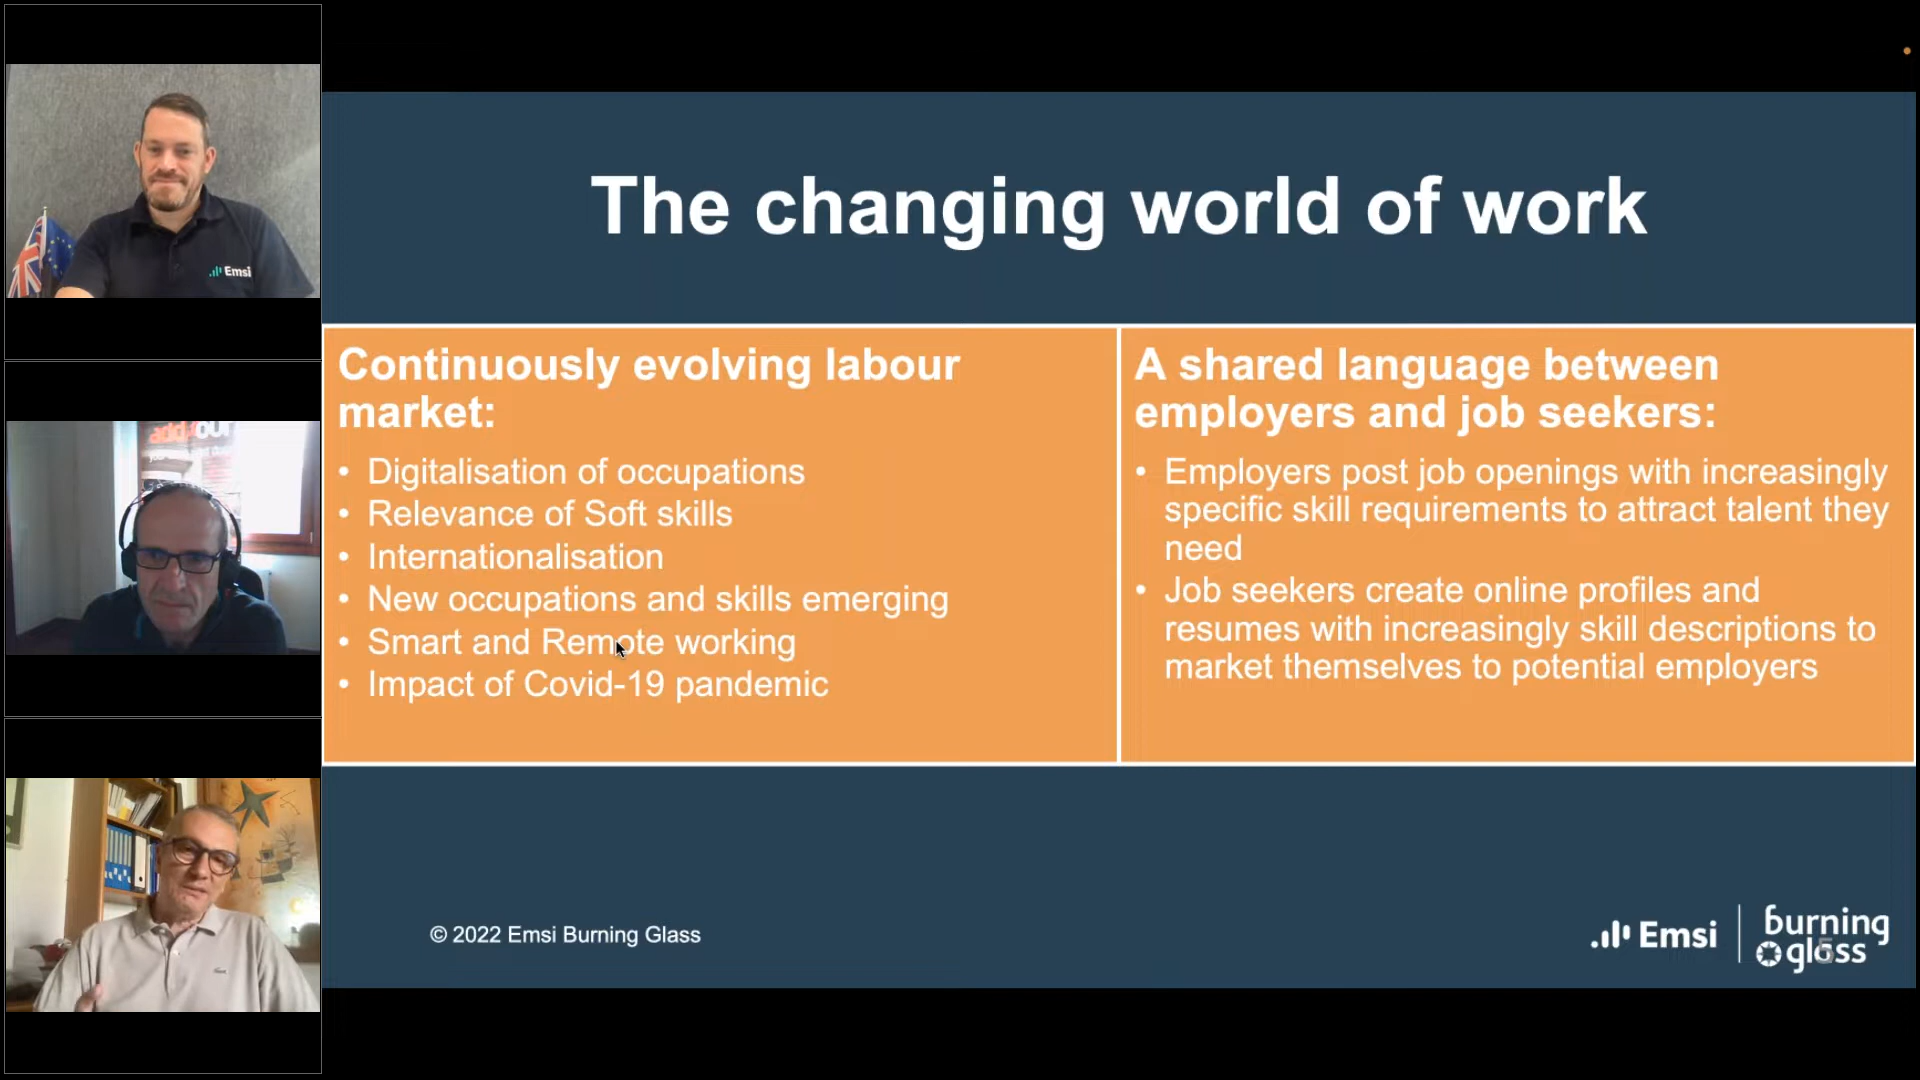 The changing world of work
Continuously evolving labour
market:
• Digitalisation of occupations
• Relevance of Soft skills
• Internationalisation
• New occupations and skills emerging
• Smart and Remote working
• Impact of Covid-19 pandemic
A shared language between
employers and job seekers:
• Employers post job openings with increasingly
specific skill requirements to attract talent they
need
• Job seekers create online profiles and
resumes with increasingly skill descriptions to
market themselves to potential employers
© 2022 Emsi Burning Glass
Emsi
burning
glass
5
Emsi